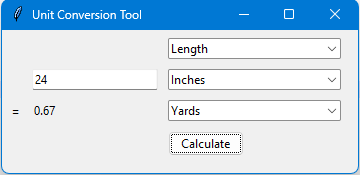 Unit Conversion Tool
Length
24 Inches
= 0.67 Yards
Calculate